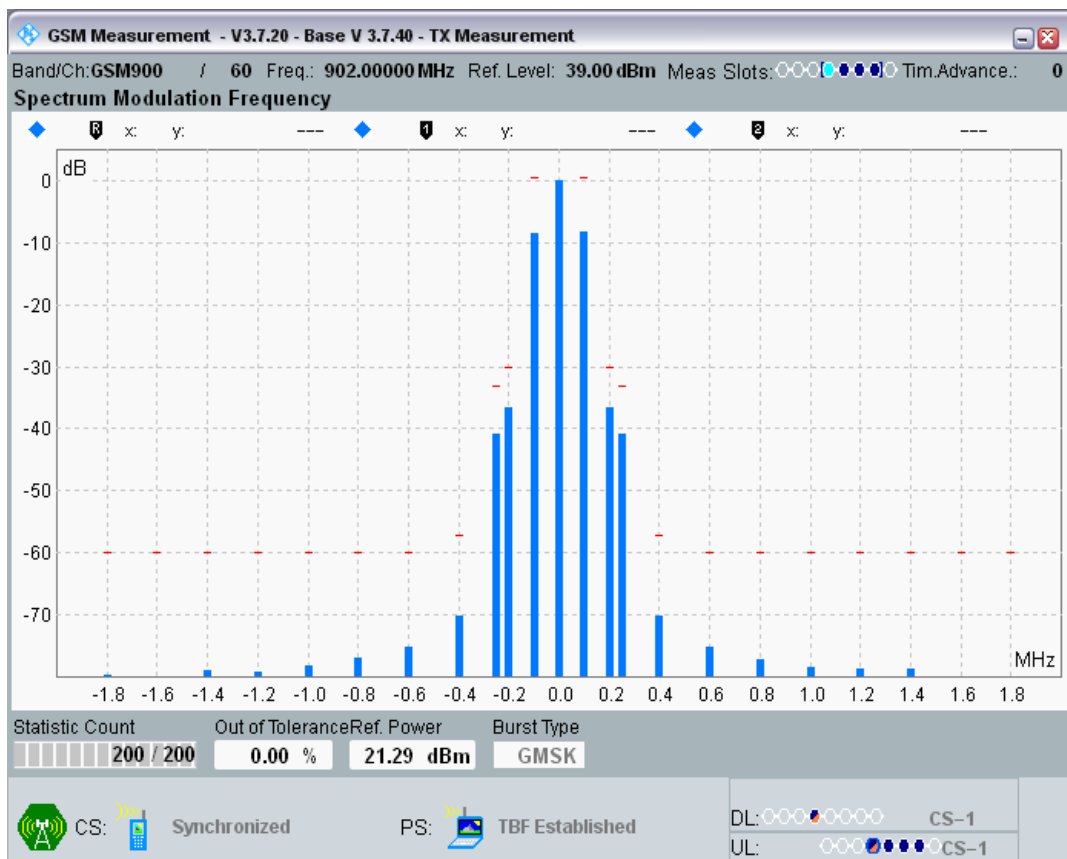 GSM Measurement - V3.7.20 - Base V 3.7.40 - TX Measurement
Band/Ch:GSM900 / 60 Freq.: 902.00000 MHz Ref. Level: 39.00 dBm Meas Slots: Tim.Advance.: 0
Spectrum Modulation Frequency
R x: y: --- 1 x: y: --- 2 x: y: ---
dB
0
-10
-20
-30
-40
-50
-60
-70
MHz
-1.8 -1.6 -1.4 -1.2 -1.0 -0.8 -0.6 -0.4 -0.2 0.0 0.2 0.4 0.6 0.8 1.0 1.2 1.4 1.6 1.8
Statistic Count Out of Tolerance Ref. Power Burst Type
200 / 200 0.00 % 21.29 dBm GMSK
CS: Synchronized PS: TBF Established
DL: CS-1
UL: CS-1